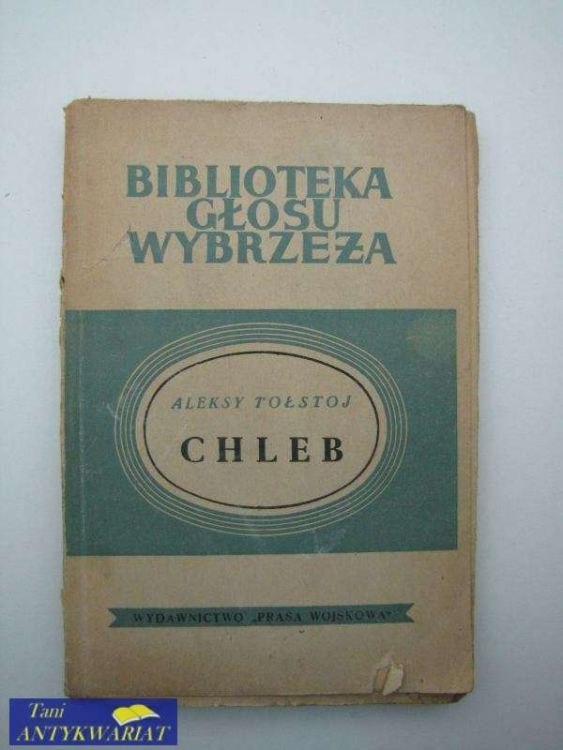 BIBLIOTEKA
GŁOSU
WYBRZEŻA
ALEKSY TOŁSTOJ
CHLEB
WYDAWNICTWO „PRASA WOJSKOWA"
Tani
ANTYKWARIAT